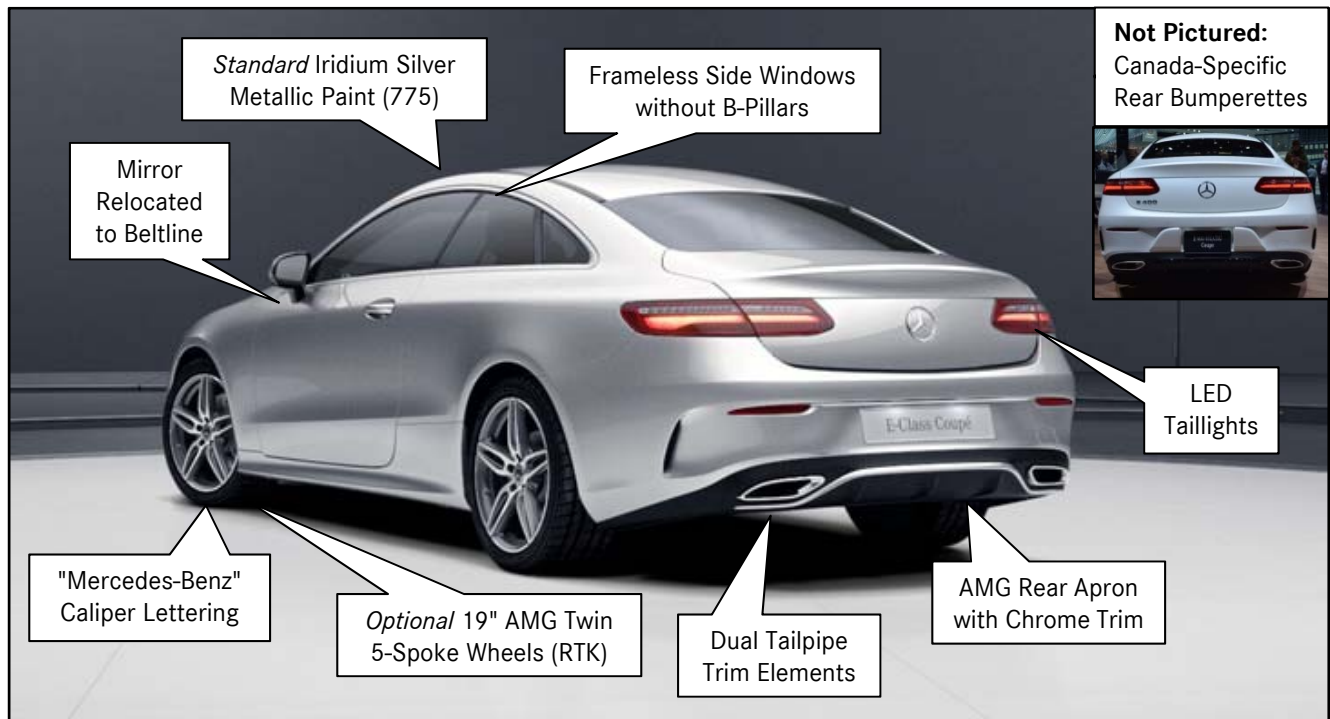 Standard Iridium Silver
Metallic Paint (775)
Frameless Side Windows
without B-Pillars
Not Pictured:
Canada-Specific
Rear Bumperettes
Mirror
Relocated
to Beltline
E-Class Coupé
LED
Taillights
"Mercedes-Benz"
Caliper Lettering
Optional 19" AMG Twin
5-Spoke Wheels (RTK)
Dual Tailpipe
Trim Elements
AMG Rear Apron
with Chrome Trim